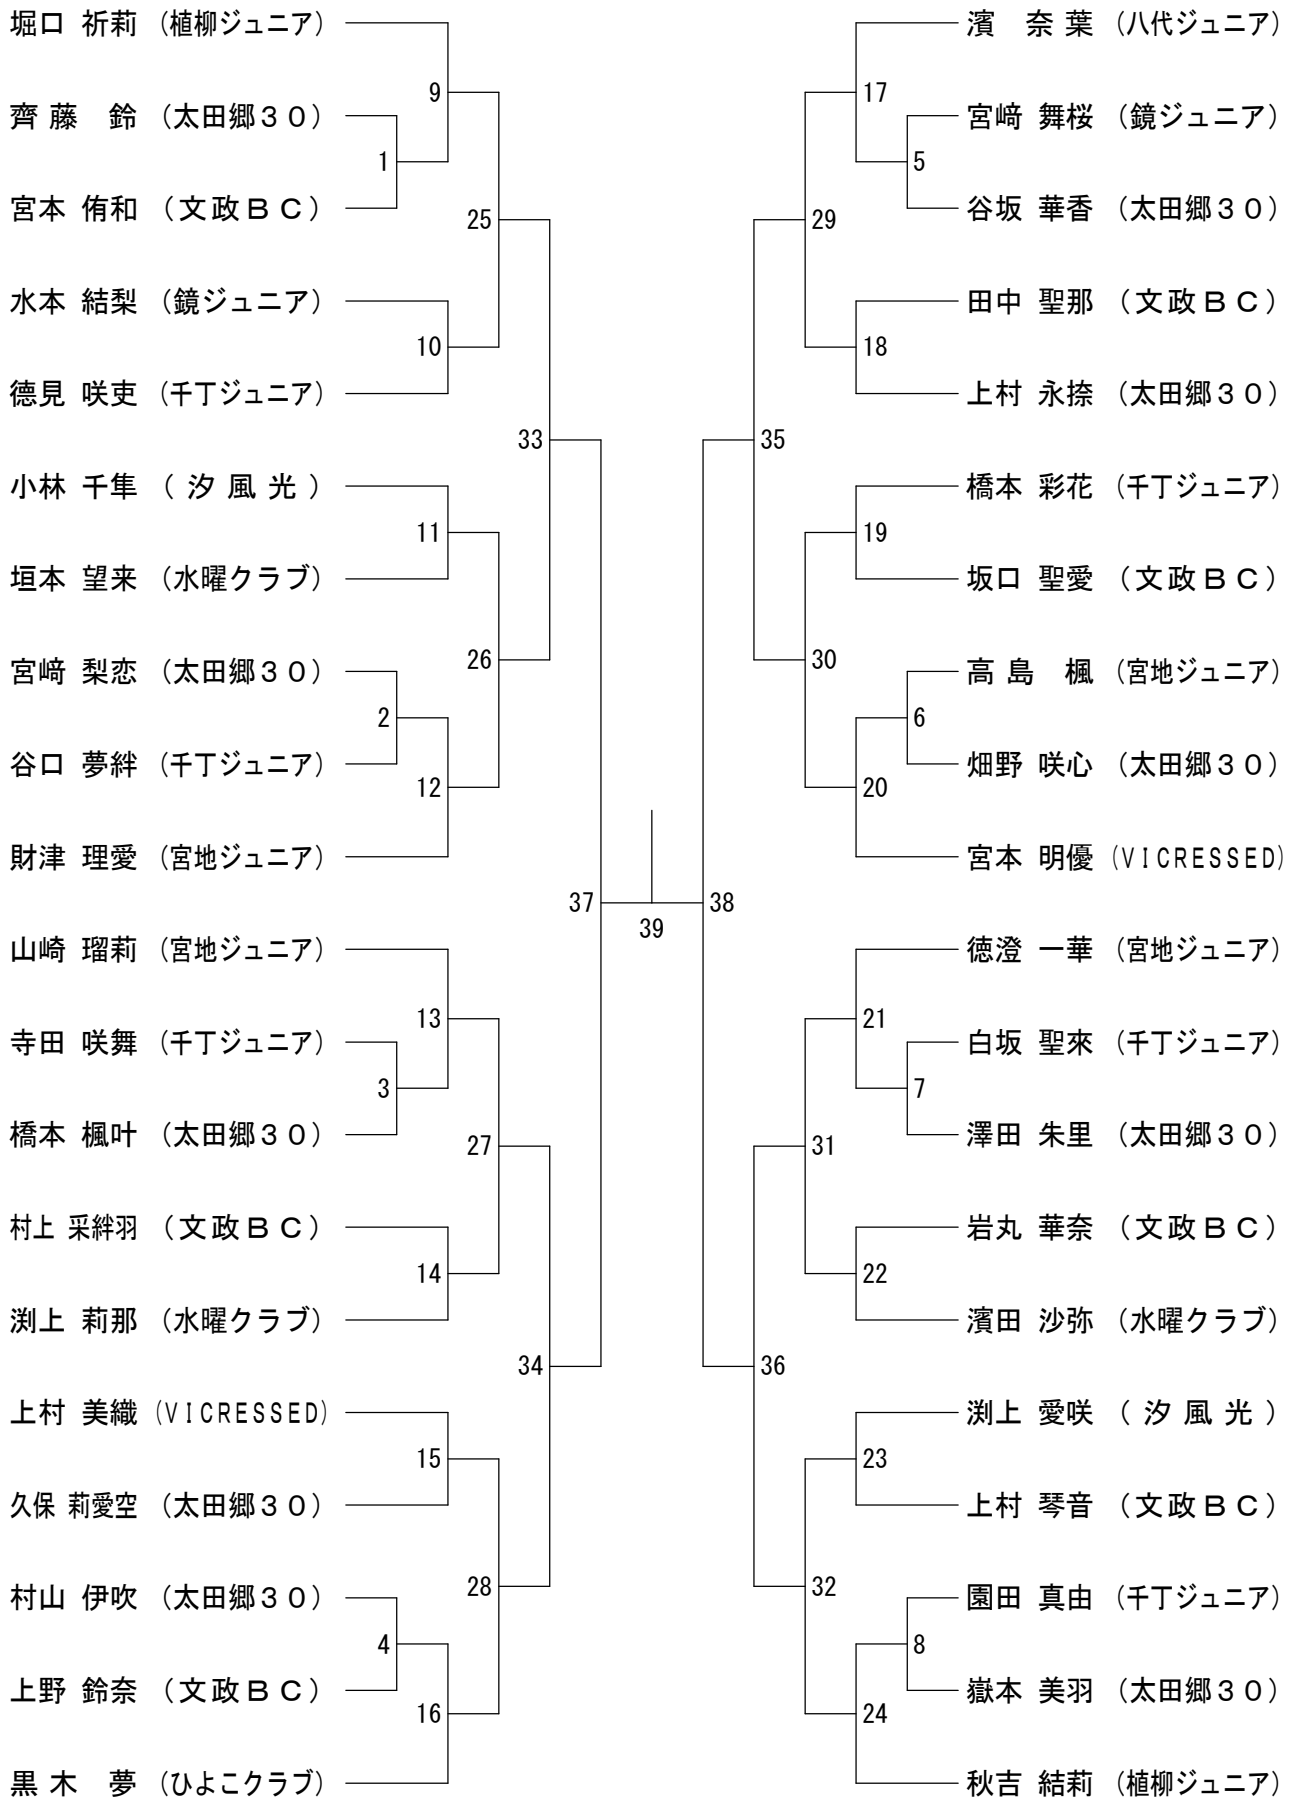 堀口 祈莉 (植柳ジュニア)
9
齊藤 鈴 (太田郷30)
1
宮本 侑和 (文政BC)
25
水本 結梨 (鏡ジュニア)
10
德見 咲吏 (千丁ジュニア)
33
小林 千隼 (汐風光)
11
垣本 望来 (水曜クラブ)
26
宮﨑 梨恋 (太田郷30)
2
谷口 夢絆 (千丁ジュニア)
12
財津 理愛 (宮地ジュニア)
37
山崎 瑠莉 (宮地ジュニア)
13
寺田 咲舞 (千丁ジュニア)
3
橋本 楓叶 (太田郷30)
27
村上 采絆羽 (文政BC)
14
渕上 莉那 (水曜クラブ)
34
上村 美織 (VICRESSED)
15
久保 莉愛空 (太田郷30)
28
村山 伊吹 (太田郷30)
4
上野 鈴奈 (文政BC)
16
黒木 夢 (ひよこクラブ)
39
濱 奈葉 (八代ジュニア)
17
宮﨑 舞桜 (鏡ジュニア)
5
谷坂 華香 (太田郷30)
29
田中 聖那 (文政BC)
18
上村 永捺 (太田郷30)
35
橋本 彩花 (千丁ジュニア)
19
坂口 聖愛 (文政BC)
30
高島 楓 (宮地ジュニア)
6
畑野 咲心 (太田郷30)
20
宮本 明優 (VICRESSED)
38
徳澄 一華 (宮地ジュニア)
21
白坂 聖來 (千丁ジュニア)
7
澤田 朱里 (太田郷30)
31
岩丸 華奈 (文政BC)
22
濱田 沙弥 (水曜クラブ)
36
渕上 愛咲 (汐風光)
23
上村 琴音 (文政BC)
32
園田 真由 (千丁ジュニア)
8
嶽本 美羽 (太田郷30)
24
秋吉 結莉 (植柳ジュニア)